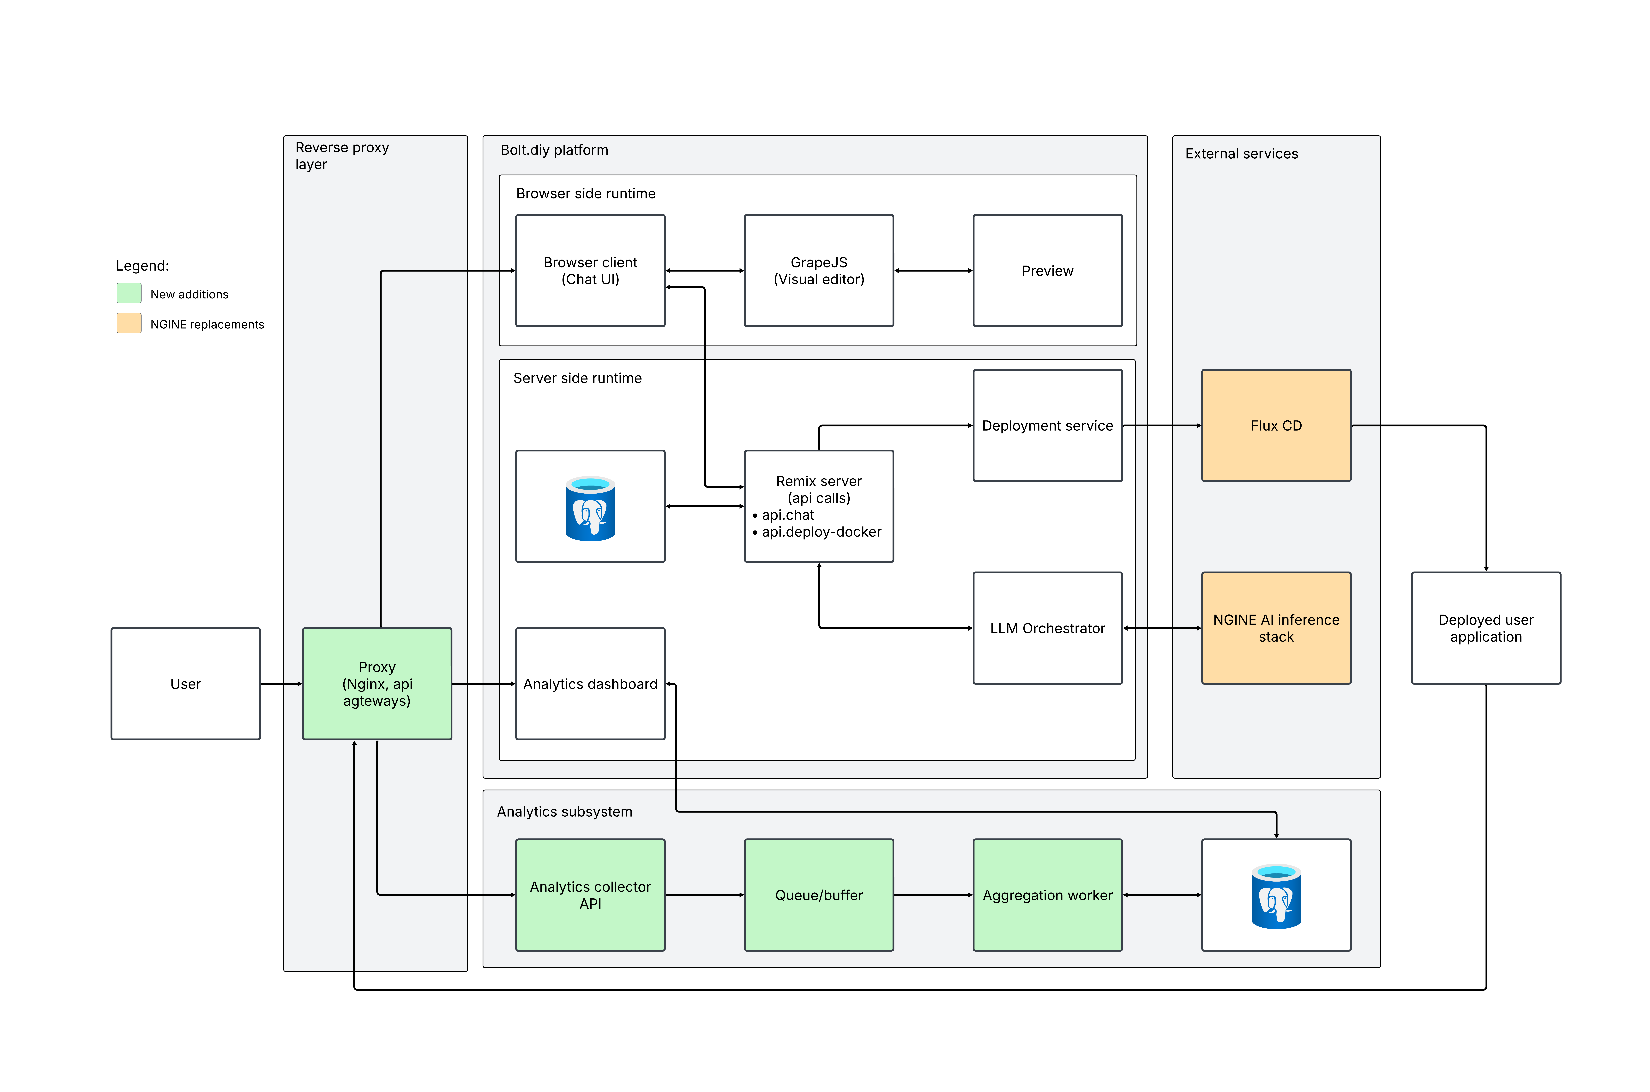 Reverse proxy
layer
Bolt.diy platform
External services
Browser side runtime
Browser client
(Chat UI)
GrapeJS
(Visual editor)
Preview
Legend:
New additions
NGINE replacements
Server side runtime
Deployment service
Flux CD
Remix server
(api calls)
• api.chat
• api.deploy-docker
LLM Orchestrator
NGINE AI inference
stack
Deployed user
application
User
Proxy
(Nginx, api
agteways)
Analytics dashboard
Analytics subsystem
Analytics collector
API
Queue/buffer
Aggregation worker